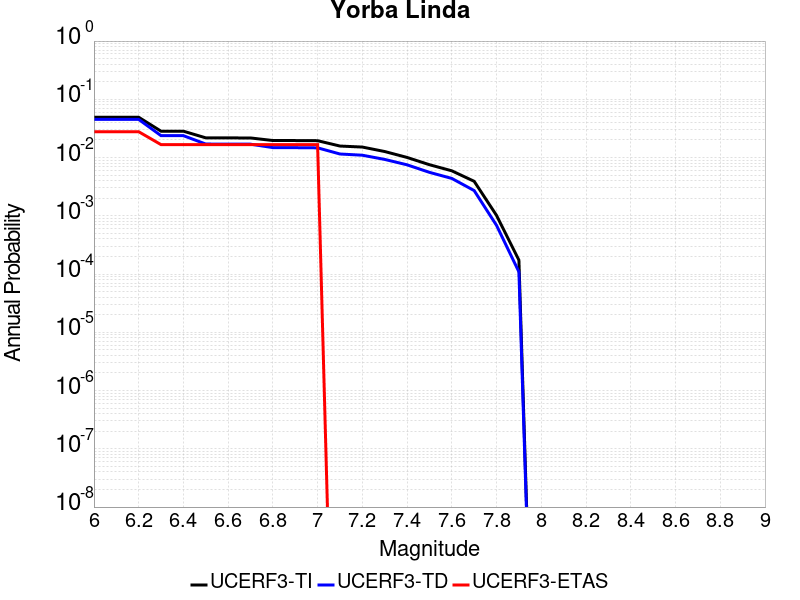 Yorba Linda
10^0
10^-1
10^-2
10^-3
10^-4
10^-5
10^-6
10^-7
10^-8
Annual Probability
6 6.2 6.4 6.6 6.8 7 7.2 7.4 7.6 7.8 8 8.2 8.4 8.6 8.8 9
Magnitude
UCERF3-TI UCERF3-TD UCERF3-ETAS